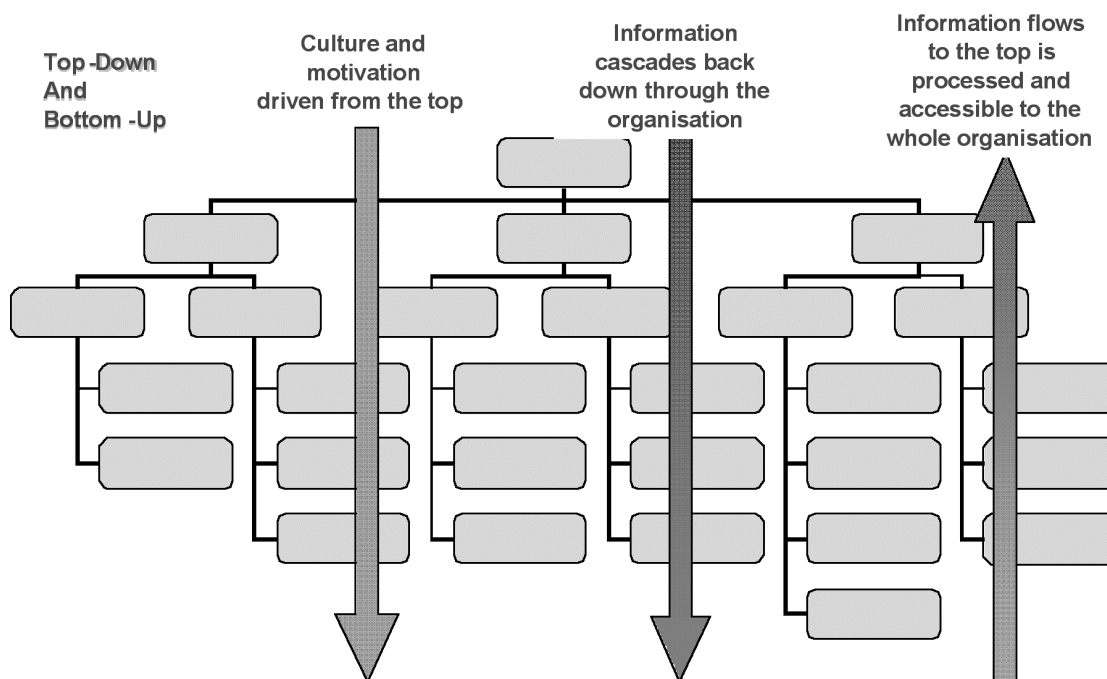 Top -Down
And
Bottom -Up
Culture and
motivation
driven from the top
Information
cascades back
down through the
organisation
Information flows
to the top is
processed and
accessible to the
whole organisation